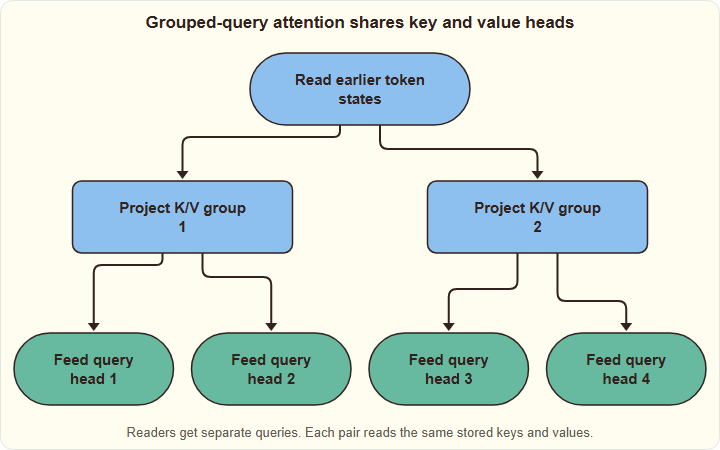 Grouped-query attention shares key and value heads
Read earlier token
states
Project K/V group
1
Project K/V group
2
Feed query
head 1
Feed query
head 2
Feed query
head 3
Feed query
head 4
Readers get separate queries. Each pair reads the same stored keys and values.